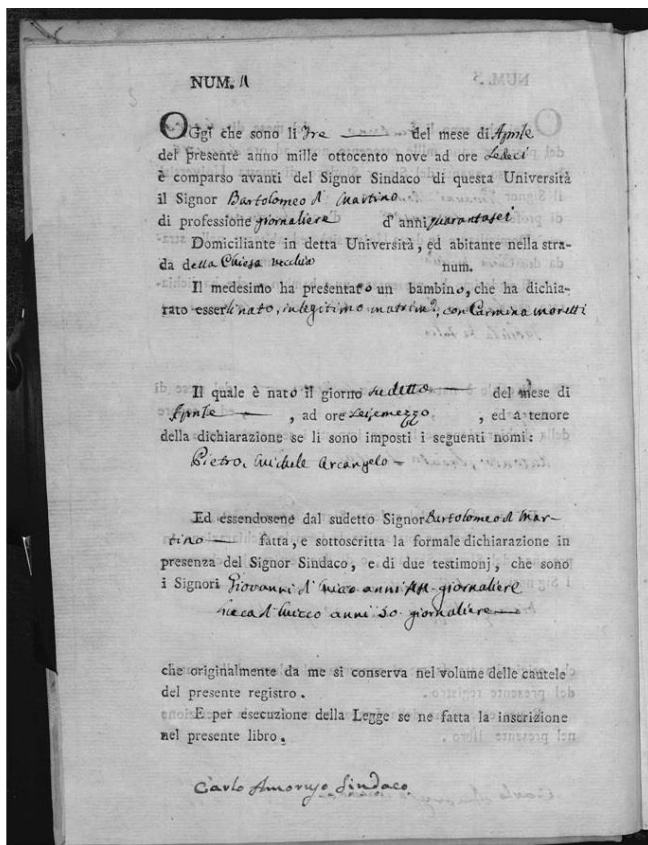 NUM. 11
OGgi che sono li Tre del mese di Aprile
del presente anno mille ottocento nove ad ore Sedeci
è comparso avanti del Signor Sindaco di questa Università
il Signor Bartolomeo d' Martino
di professione giornaliere d' anni quarantasei
Domiciliante in detta Università, ed abitante nella stra-
da della Chiesa vecchia num.
Il medesimo ha presentato un bambino, che ha dichia-
rato esserli nato, in legitimo matrim.o, con Carmina Moretti
Il quale è nato il giorno sudetto del mese di
Aprile , ad ore sei, e mezzo , ed a tenore
della dichiarazione se li sono imposti i seguenti nomi:
Pietro, Michele Arcangelo
Ed essendosene dal sudetto Signor Bartolomeo d' Mar-
tino fatta, e sottoscritta la formale dichiarazione in
presenza del Signor Sindaco, e di due testimonj, che sono
i Signori Giovanni d' anni giornaliere
d' anni 30. giornaliere
che originalmente da me si conserva nel volume delle cautele
del presente registro.
E per esecuzione della Legge se ne fatta la inscrizione
nel presente libro.
Carlo Amoruso Sindaco